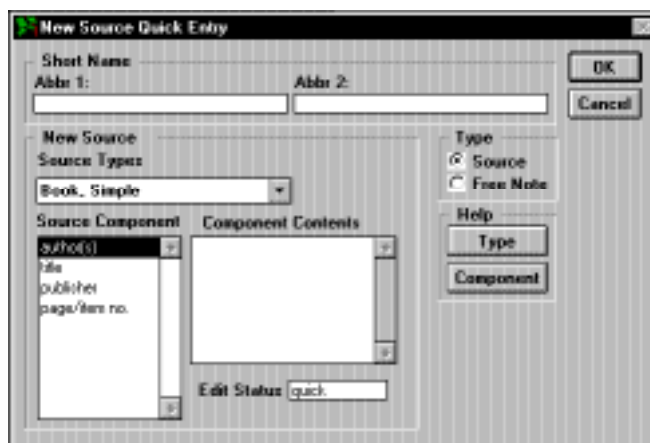 New Source Quick Entry
Short Name
Abbr 1: Abbr 2:
OK
Cancel
New Source
Source Types
Book, Simple
Type
Source
Free Note
Source Component Component Contents
author(s)
title
publisher
page/item no.
Help
Type
Component
Edit Status quick